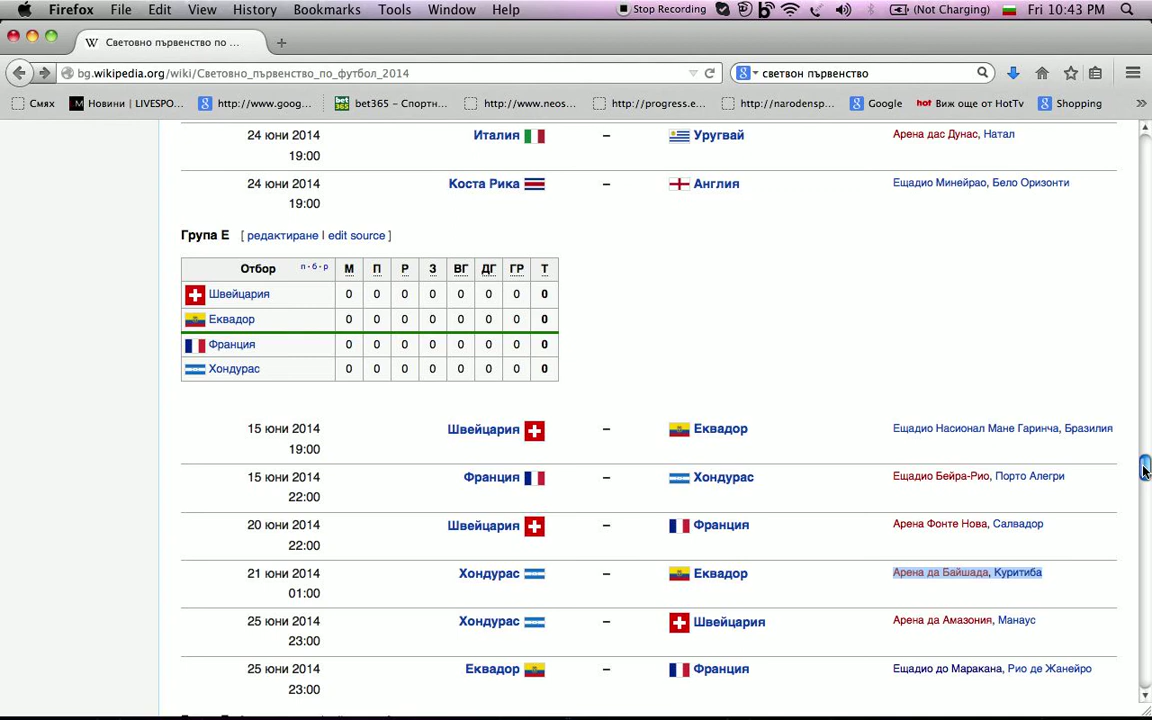 Firefox File Edit View History Bookmarks Tools Window Help Stop Recording (Not Charging) Fri 10:43 PM
W Световно първенство по ...
bg.wikipedia.org/wiki/Световно_първенство_по_футбол_2014 светвон първенство
Смях Новини | LIVESPO... http://www.goog... bet365 — Спортн... http://www.neos... http://progress.e... http://narodensp... Google hot Виж още от HotTv Shopping
24 юни 2014 Италия – Уругвай Арена дас Дунас, Натал
19:00
24 юни 2014 Коста Рика – Англия Ещадио Минейрао, Бело Оризонти
19:00
Група E [ редактиране | edit source ]
Отбор п·б·р М П Р З ВГ ДГ ГР Т
Швейцария 0 0 0 0 0 0 0 0
Еквадор 0 0 0 0 0 0 0 0
Франция 0 0 0 0 0 0 0 0
Хондурас 0 0 0 0 0 0 0 0
15 юни 2014 Швейцария – Еквадор Ещадио Насионал Мане Гаринча, Бразилия
19:00
15 юни 2014 Франция – Хондурас Ещадио Бейра-Рио, Порто Алегри
22:00
20 юни 2014 Швейцария – Франция Арена Фонте Нова, Салвадор
22:00
21 юни 2014 Хондурас – Еквадор Арена да Байшада, Куритиба
01:00
25 юни 2014 Хондурас – Швейцария Арена да Амазония, Манаус
23:00
25 юни 2014 Еквадор – Франция Ещадио до Маракана, Рио де Жанейро
23:00